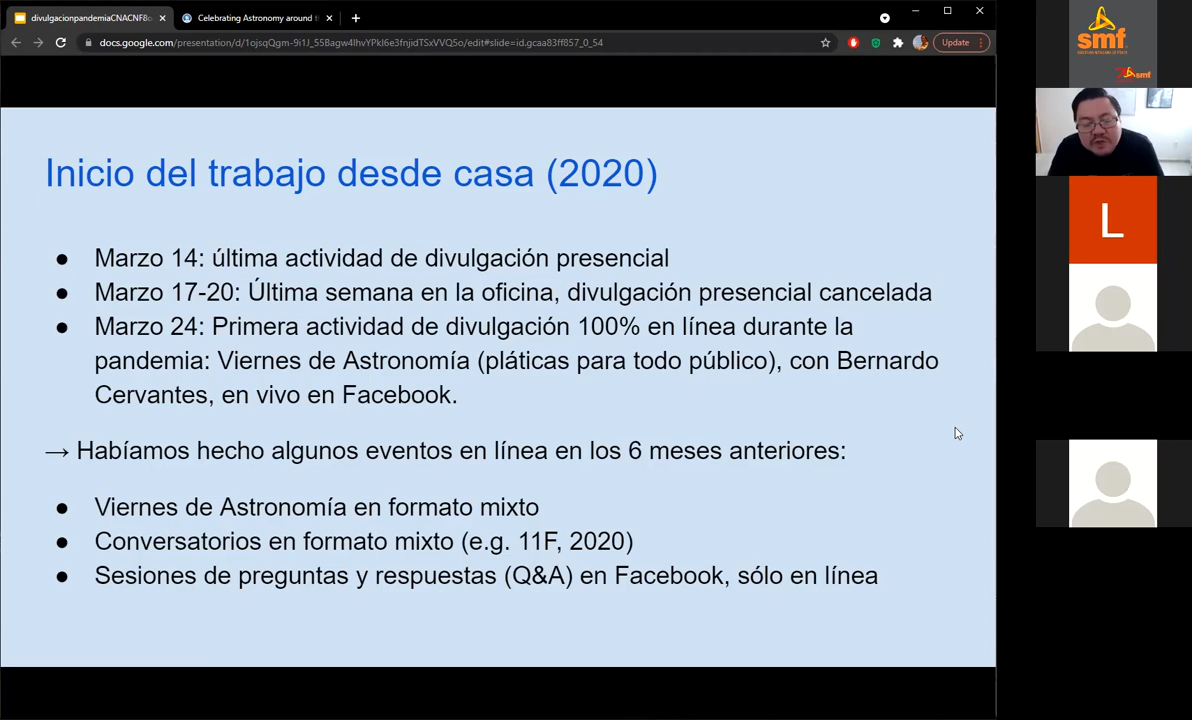 divulgacionpandemiaCNACNF8o
Celebrating Astronomy around t
docs.google.com/presentation/d/1ojsqQgm-9i1J_55Bagw4lhvYPkI6e3fnjidTSxVVQ5o/edit#slide=id.gcaa83ff857_0_54
Update
Inicio del trabajo desde casa (2020)
● Marzo 14: última actividad de divulgación presencial
● Marzo 17-20: Última semana en la oficina, divulgación presencial cancelada
● Marzo 24: Primera actividad de divulgación 100% en línea durante la
pandemia: Viernes de Astronomía (pláticas para todo público), con Bernardo
Cervantes, en vivo en Facebook.
→ Habíamos hecho algunos eventos en línea en los 6 meses anteriores:
● Viernes de Astronomía en formato mixto
● Conversatorios en formato mixto (e.g. 11F, 2020)
● Sesiones de preguntas y respuestas (Q&A) en Facebook, sólo en línea
smf
smf
L